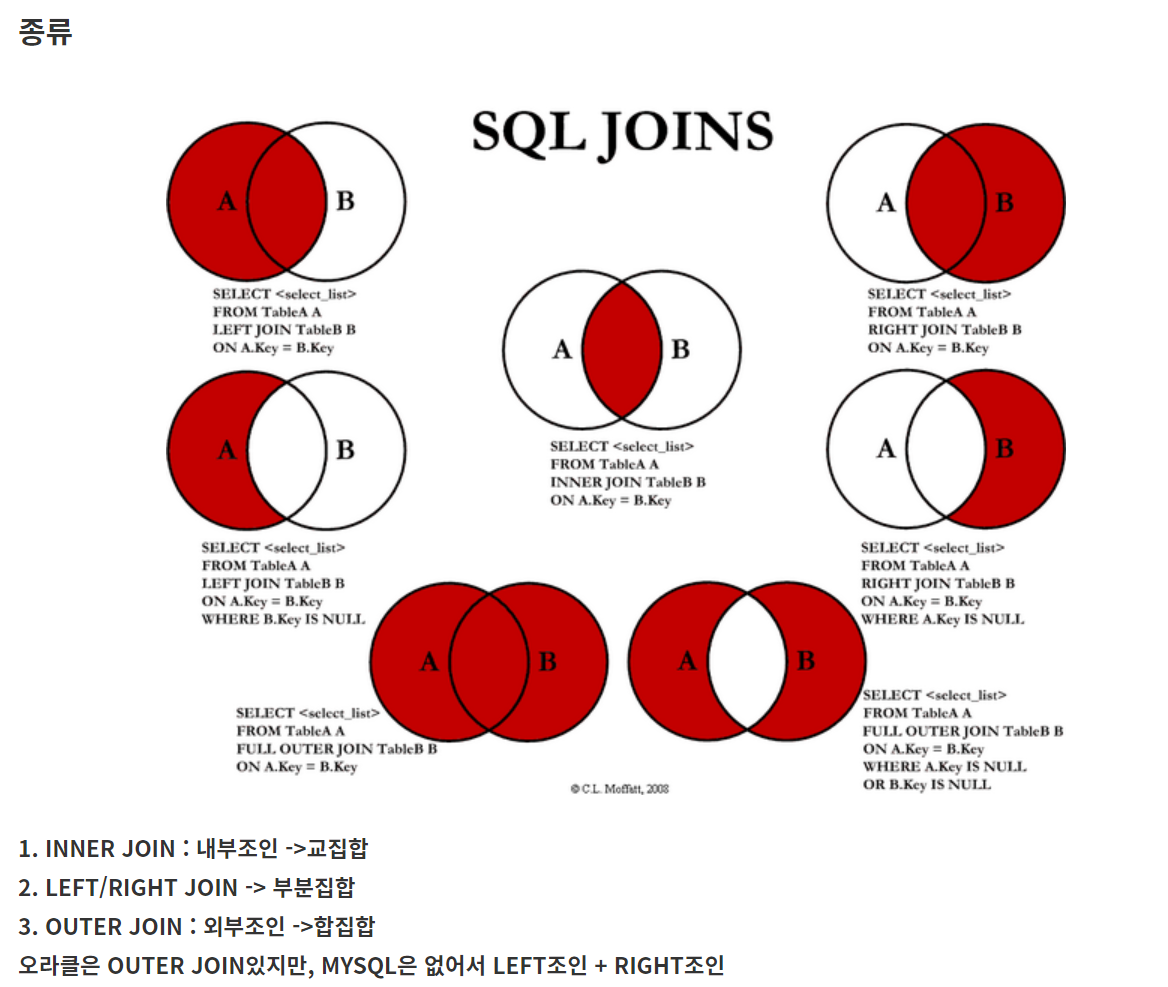 종류
SQL JOINS
A B
SELECT <select_list>
FROM TableA A
LEFT JOIN TableB B
ON A.Key = B.Key
A B
SELECT <select_list>
FROM TableA A
RIGHT JOIN TableB B
ON A.Key = B.Key
A B
SELECT <select_list>
FROM TableA A
INNER JOIN TableB B
ON A.Key = B.Key
A B
SELECT <select_list>
FROM TableA A
LEFT JOIN TableB B
ON A.Key = B.Key
WHERE B.Key IS NULL
A B
SELECT <select_list>
FROM TableA A
RIGHT JOIN TableB B
ON A.Key = B.Key
WHERE A.Key IS NULL
A B
SELECT <select_list>
FROM TableA A
FULL OUTER JOIN TableB B
ON A.Key = B.Key
A B
SELECT <select_list>
FROM TableA A
FULL OUTER JOIN TableB B
ON A.Key = B.Key
WHERE A.Key IS NULL
OR B.Key IS NULL
© C.L. Moffatt, 2008
1. INNER JOIN : 내부조인 ->교집합
2. LEFT/RIGHT JOIN -> 부분집합
3. OUTER JOIN : 외부조인 ->합집합
오라클은 OUTER JOIN있지만, MYSQL은 없어서 LEFT조인 + RIGHT조인